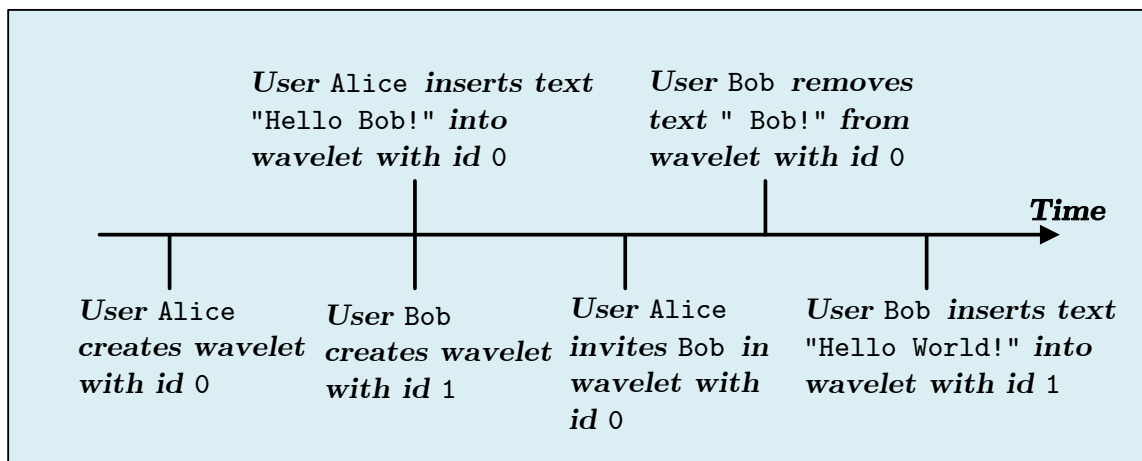 User Alice inserts text
"Hello Bob!" into
wavelet with id 0
User Bob removes
text " Bob!" from
wavelet with id 0
Time
User Alice
creates wavelet
with id 0
User Bob
creates wavelet
with id 1
User Alice
invites Bob in
wavelet with
id 0
User Bob inserts text
"Hello World!" into
wavelet with id 1